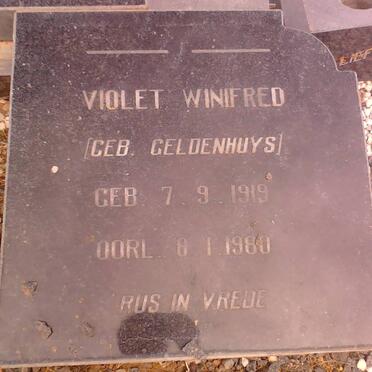 VIOLET WINIFRED
[GEB. GELDENHUYS]
GEB. 7. 9. 1919
OORL. 8. 1. 1980
RUS IN VREDE